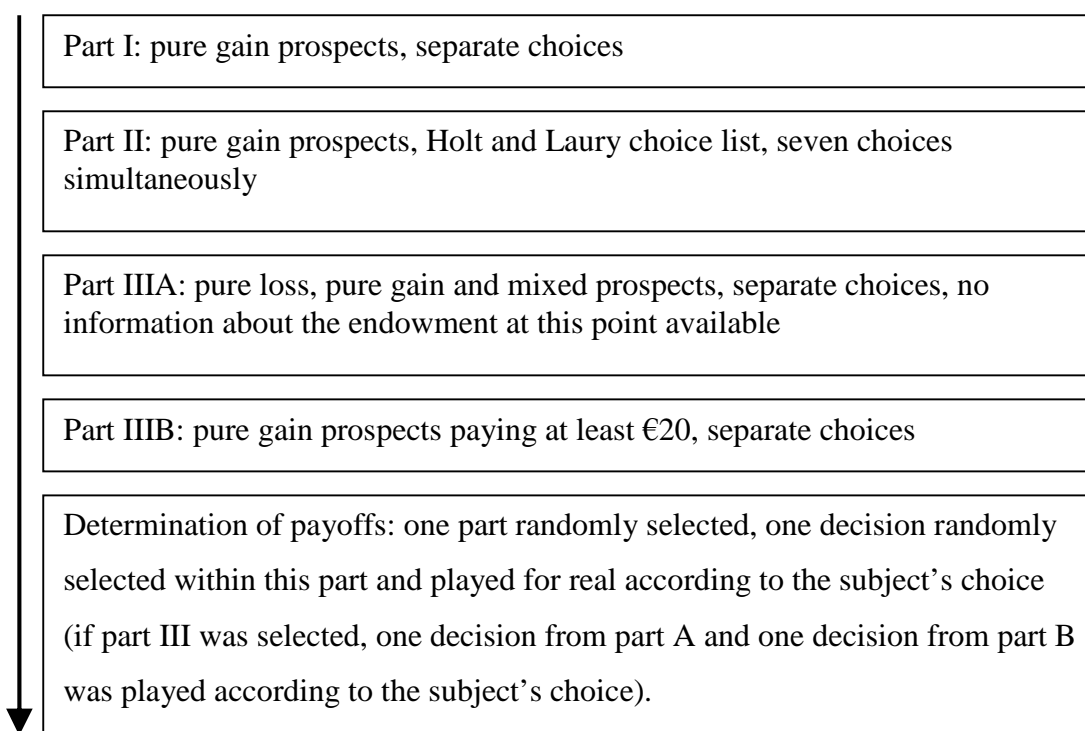 Part I: pure gain prospects, separate choices
Part II: pure gain prospects, Holt and Laury choice list, seven choices
simultaneously
Part IIIA: pure loss, pure gain and mixed prospects, separate choices, no
information about the endowment at this point available
Part IIIB: pure gain prospects paying at least €20, separate choices
Determination of payoffs: one part randomly selected, one decision randomly
selected within this part and played for real according to the subject’s choice
(if part III was selected, one decision from part A and one decision from part B
was played according to the subject’s choice).